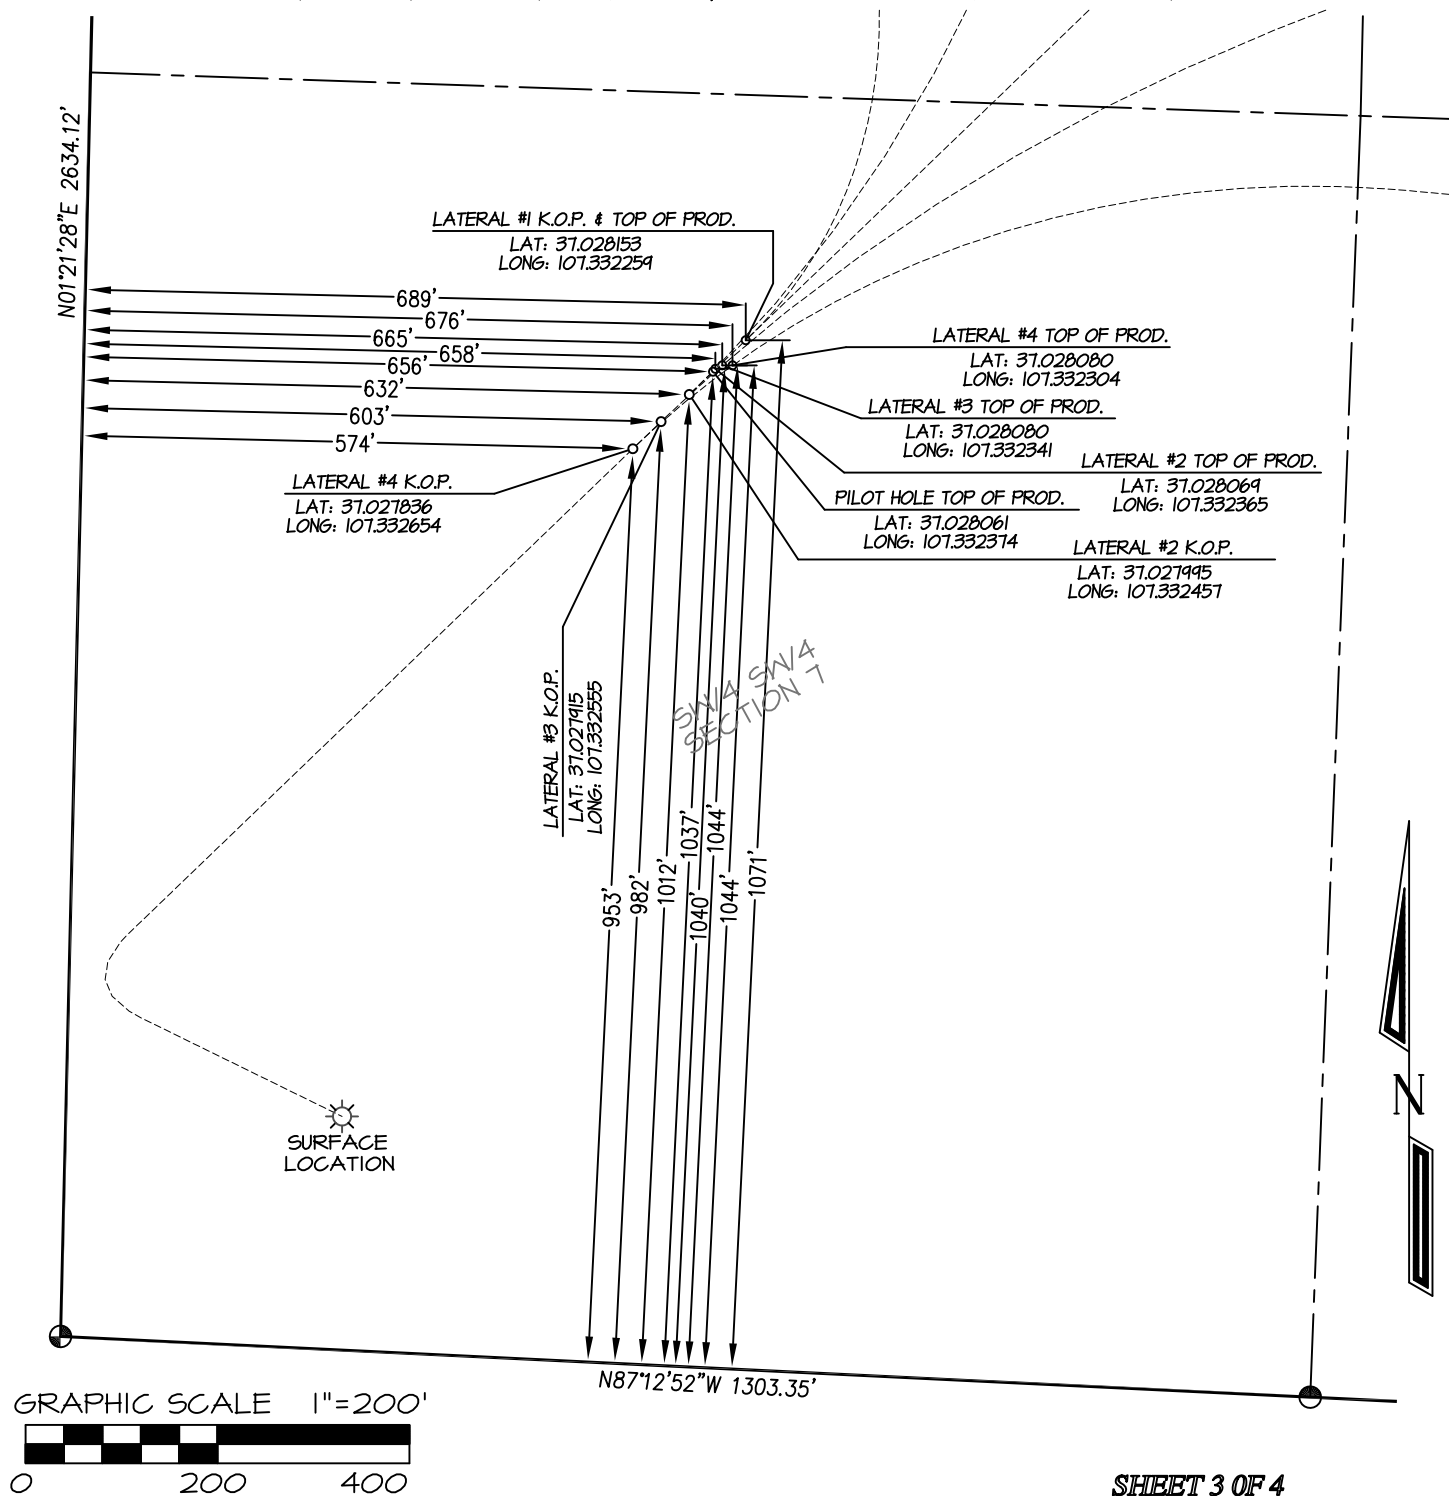 N01°21'28"E 2634.12'
LATERAL #1 K.O.P. & TOP OF PROD.
LAT: 37.028153
LONG: 107.332259
689'
676'
665'
658'
656'
632'
603'
574'
LATERAL #4 TOP OF PROD.
LAT: 37.028080
LONG: 107.332304
LATERAL #3 TOP OF PROD.
LAT: 37.028080
LONG: 107.332341
LATERAL #2 TOP OF PROD.
LAT: 37.028069
LONG: 107.332365
PILOT HOLE TOP OF PROD.
LAT: 37.028061
LONG: 107.332374
LATERAL #2 K.O.P.
LAT: 37.027995
LONG: 107.332457
LATERAL #4 K.O.P.
LAT: 37.027836
LONG: 107.332654
LATERAL #3 K.O.P.
LAT: 37.027915
LONG: 107.332555
SW/4 SW/4
SECTION 7
953'
982'
1012'
1037'
1040'
1044'
1044'
1071'
SURFACE
LOCATION
N
N87°12'52"W 1303.35'
GRAPHIC SCALE 1"=200'
0 200 400
SHEET 3 OF 4